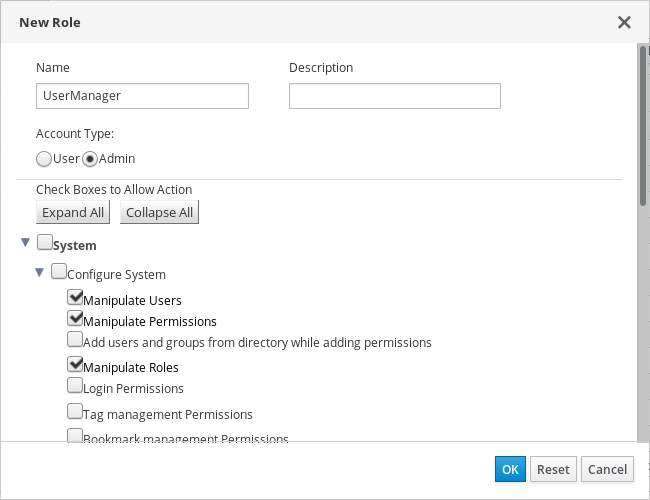 New Role
Name
Description
UserManager
Account Type:
User Admin
Check Boxes to Allow Action
Expand All Collapse All
System
Configure System
Manipulate Users
Manipulate Permissions
Add users and groups from directory while adding permissions
Manipulate Roles
Login Permissions
Tag management Permissions
Bookmark management Permissions
OK Reset Cancel